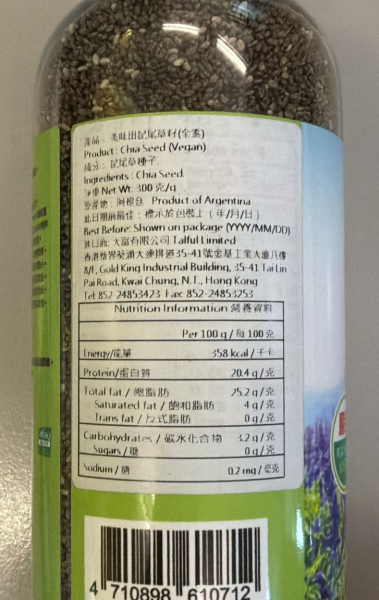 產品：美味田鼠尾草籽(全素)
Product: Chia Seed (Vegan)
成分：鼠尾草種子
Ingredients: Chia Seed.
淨重 Net Wt: 300 克/g
原產地：阿根廷 Product of Argentina
此日期前最佳：標示於包裝上（年/月/日）
Best Before: Shown on package (YYYY/MM/DD)
進口商:大富有限公司 Talful Limited
香港新界葵涌大連排道35-41號金基工業大廈八樓
8/F, Gold King Industrial Building, 35-41 Tai Lin
Pai Road, Kwai Chung, N.T., Hong Kong
Tel: 852-24853423 Fax: 852-24853253
Nutrition Information 營養資料
Per 100 g / 每 100 克
Energy/能量 358 kcal / 千卡
Protein/蛋白質 20.4 g / 克
Total fat / 總脂肪 25.2 g / 克
Saturated fat / 飽和脂肪 4 g / 克
Trans fat / 反式脂肪 0 g / 克
Carbohydrates / 碳水化合物 3.2 g / 克
Sugars / 糖 0 g / 克
Sodium / 鈉 0.2 mg / 毫克
4 710898 610712